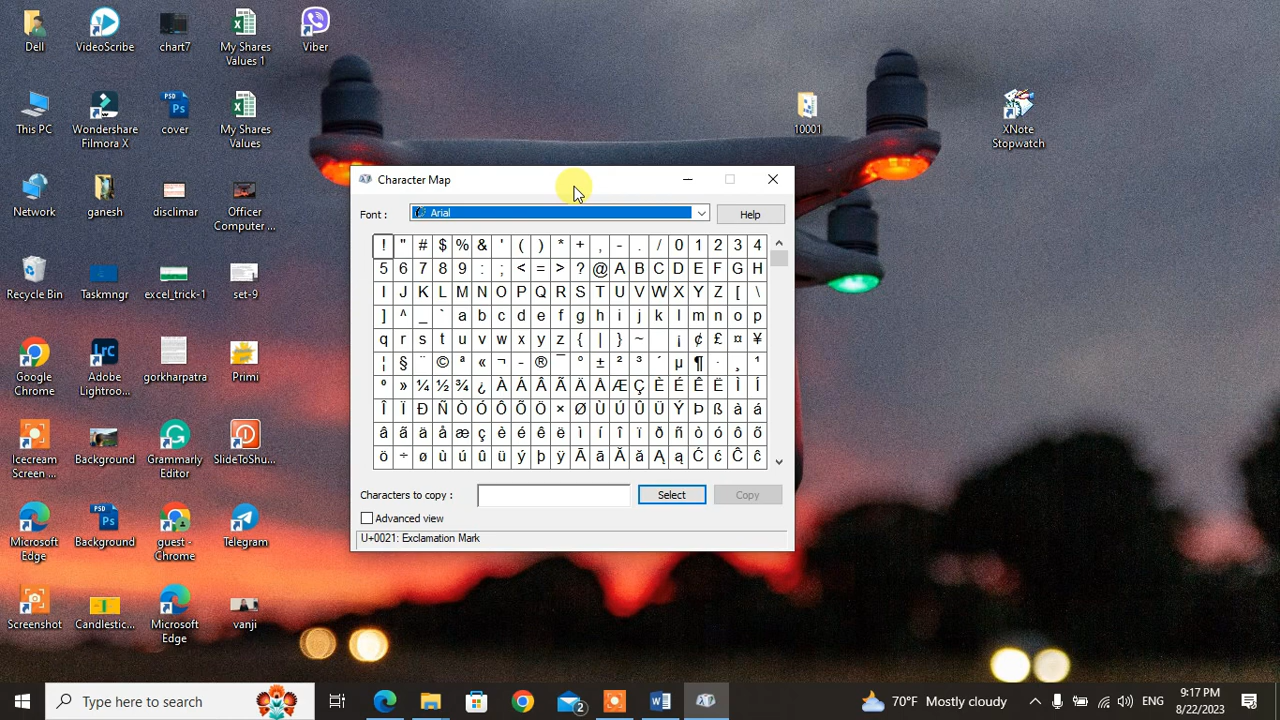 Dell
VideoScribe
chart7
My Shares
Values 1
Viber
This PC
Wondershare
Filmora X
cover
My Shares
Values
10001
XNote
Stopwatch
Network
ganesh
disclimar
Officer
Computer ...
Recycle Bin
Taskmngr
excel_trick-1
set-9
Google
Chrome
Adobe
Lightroo...
gorkharpatra
Primi
Icecream
Screen ...
Background
Grammarly
Editor
SlideToShu...
Microsoft
Edge
Background
guest -
Chrome
Telegram
Screenshot
Candlestic...
Microsoft
Edge
vanji
Character Map
Font :
Arial
Help
! " # $ % & ' ( ) * + , - . / 0 1 2 3 4
5 6 7 8 9 : ; < = > ? @ A B C D E F G H
I J K L M N O P Q R S T U V W X Y Z [ \
] ^ _ ` a b c d e f g h i j k l m n o p
q r s t u v w x y z { | } ~ ¡ ¢ £ ¤ ¥
¦ § ¨ © ª « ¬ - ® ¯ ° ± ² ³ ´ µ ¶ · ¸ ¹
º » ¼ ½ ¾ ¿ À Á Â Ã Ä Å Æ Ç È É Ê Ë Ì Í
Î Ï Ð Ñ Ò Ó Ô Õ Ö × Ø Ù Ú Û Ü Ý Þ ß à á
â ã ä å æ ç è é ê ë ì í î ï ð ñ ò ó ô õ
ö ÷ ø ù ú û ü ý þ ÿ Ā ā Ă ă Ą ą Ć ć Ĉ ĉ
Characters to copy :
Select
Copy
Advanced view
U+0021: Exclamation Mark
Type here to search
2
70°F Mostly cloudy
ENG
9:17 PM
8/22/2023